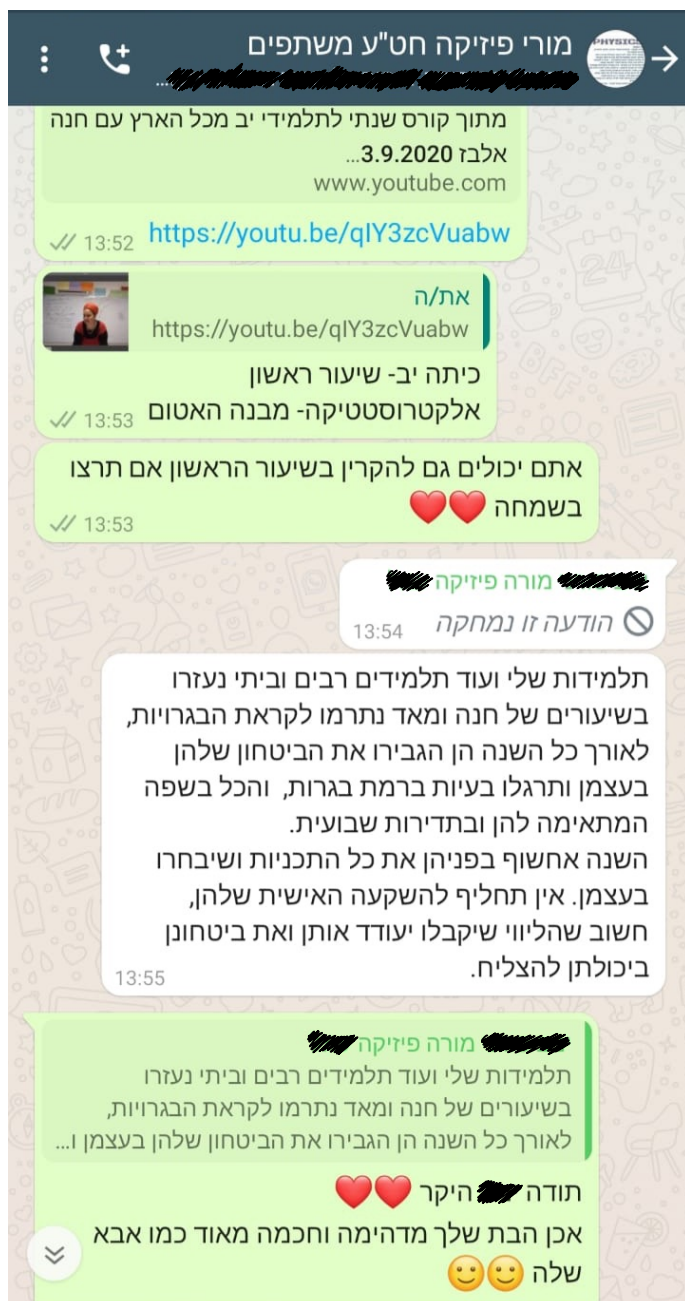 מורי פיזיקה חט"ע משתפים
מתוך קורס שנתי לתלמידי יב מכל הארץ עם חנה
אלבז 3.9.2020...
www.youtube.com
https://youtu.be/qIY3zcVuabw
13:52
את/ה
https://youtu.be/qIY3zcVuabw
כיתה יב- שיעור ראשון
אלקטרוסטטיקה- מבנה האטום
13:53
אתם יכולים גם להקרין בשיעור הראשון אם תרצו
בשמחה ❤️❤️
13:53
מורה פיזיקה
הודעה זו נמחקה
13:54
תלמידות שלי ועוד תלמידים רבים וביתי נעזרו
בשיעורים של חנה ומאד נתרמו לקראת הבגרויות,
לאורך כל השנה הן הגבירו את הביטחון שלהן
בעצמן ותרגלו בעיות ברמת בגרות, והכל בשפה
המתאימה להן ובתדירות שבועית.
השנה אחשוף בפניהן את כל התכניות ושיבחרו
בעצמן. אין תחליף להשקעה האישית שלהן,
חשוב שהליווי שיקבלו יעודד אותן ואת ביטחונן
ביכולתן להצליח.
13:55
מורה פיזיקה
תלמידות שלי ועוד תלמידים רבים וביתי נעזרו
בשיעורים של חנה ומאד נתרמו לקראת הבגרויות,
לאורך כל השנה הן הגבירו את הביטחון שלהן בעצמן ו...
תודה היקר ❤️❤️
אכן הבת שלך מדהימה וחכמה מאוד כמו אבא
שלה 🙂🙂